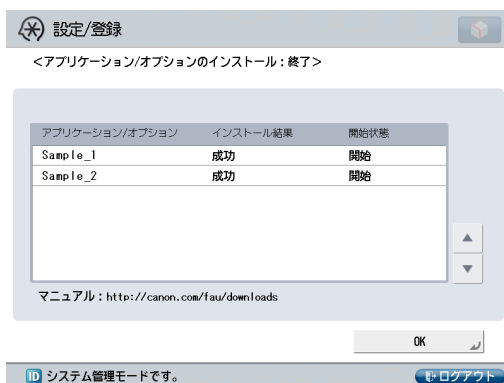 設定/登録
<アプリケーション/オプションのインストール：終了>
アプリケーション/オプション インストール結果 開始状態
Sample_1 成功 開始
Sample_2 成功 開始
マニュアル：http://canon.com/fau/downloads
OK
ID システム管理モードです。 ログアウト